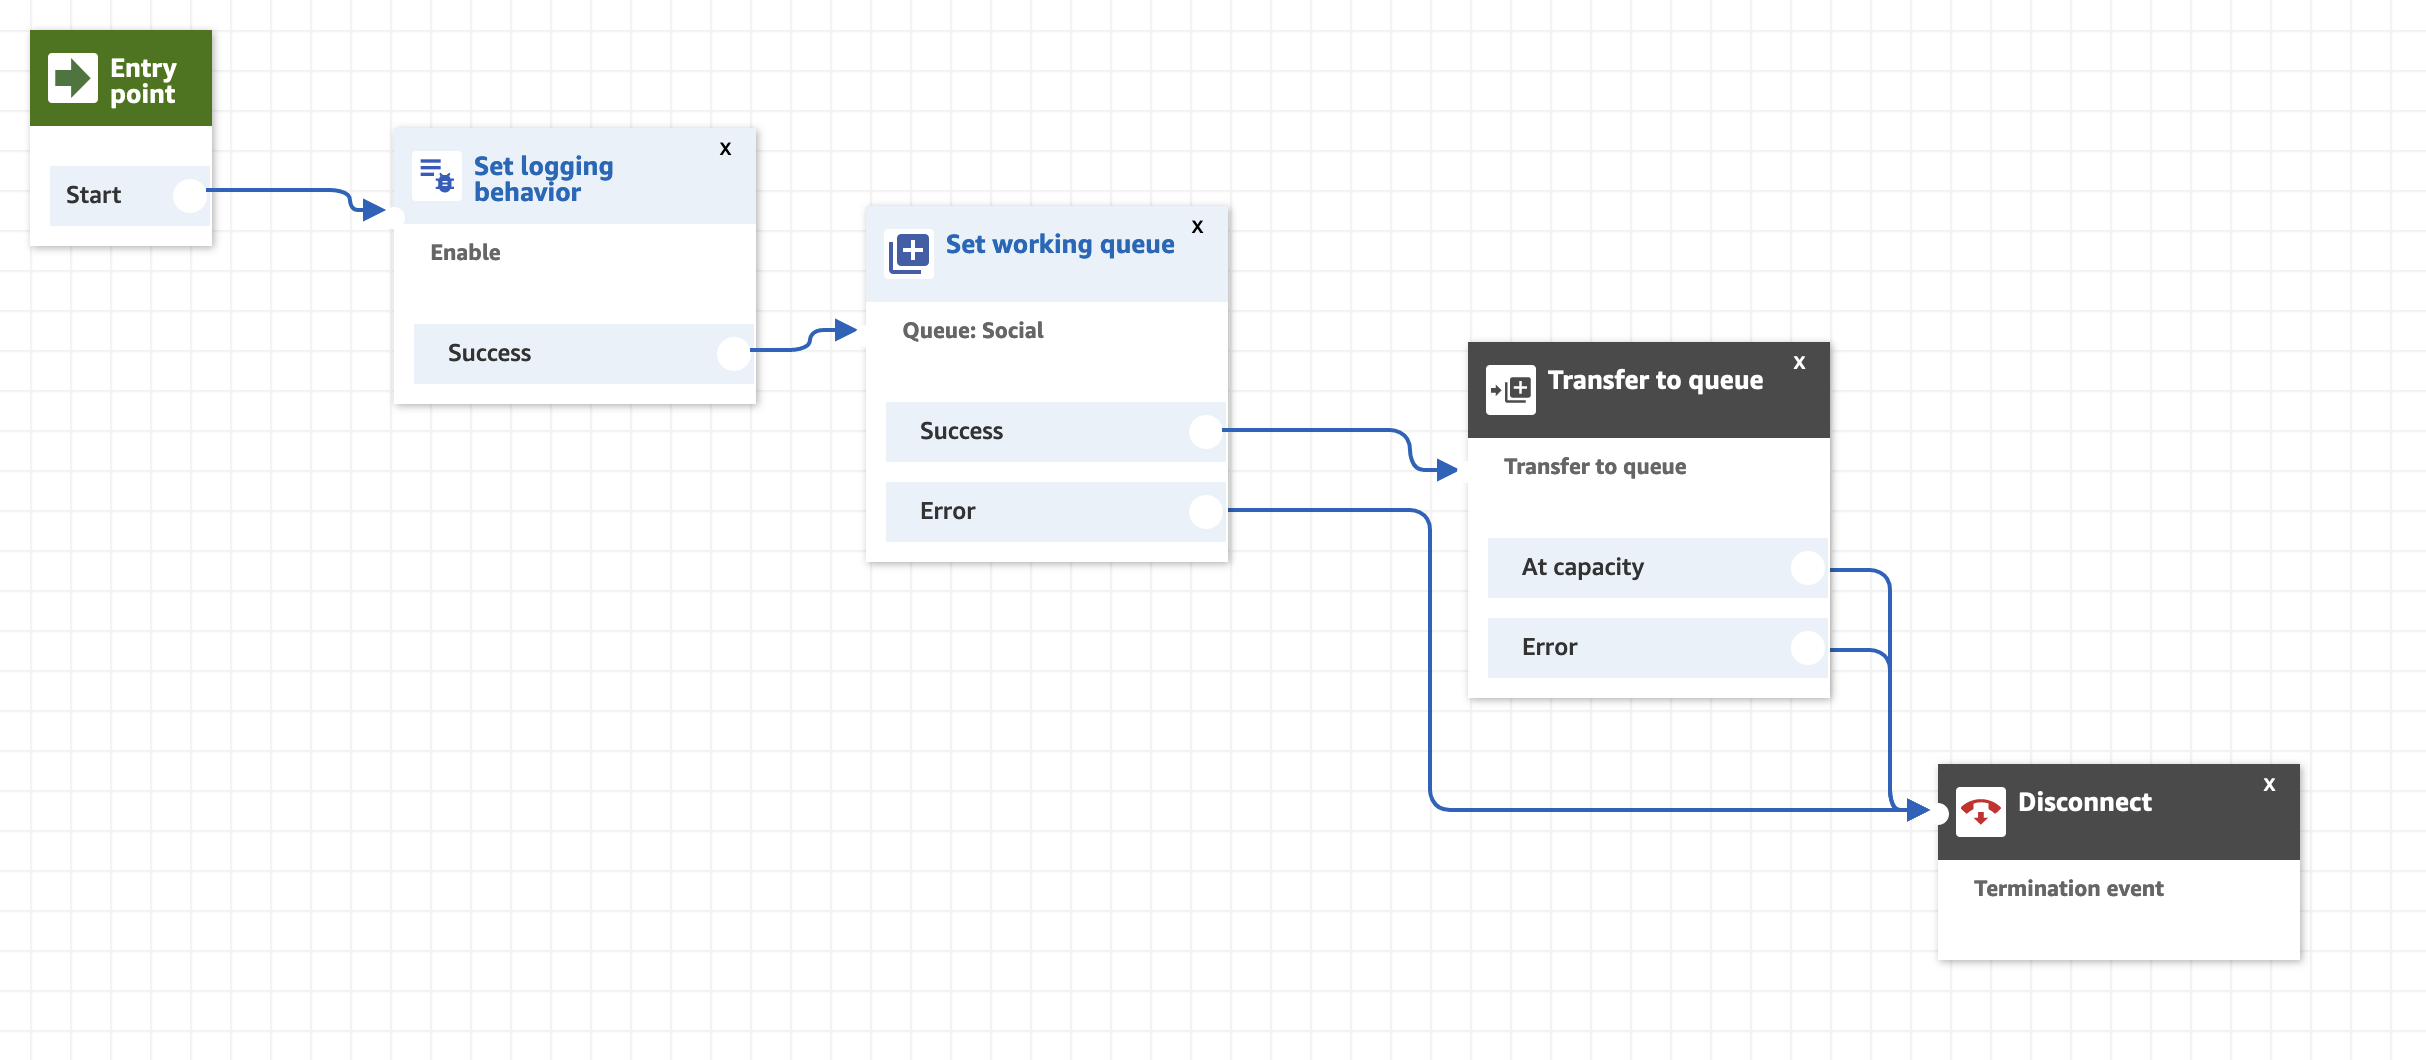 Entry
point
Start
X
Set logging
behavior
Enable
Success
X
Set working queue
Queue: Social
Success
Error
X
Transfer to queue
Transfer to queue
At capacity
Error
X
Disconnect
Termination event